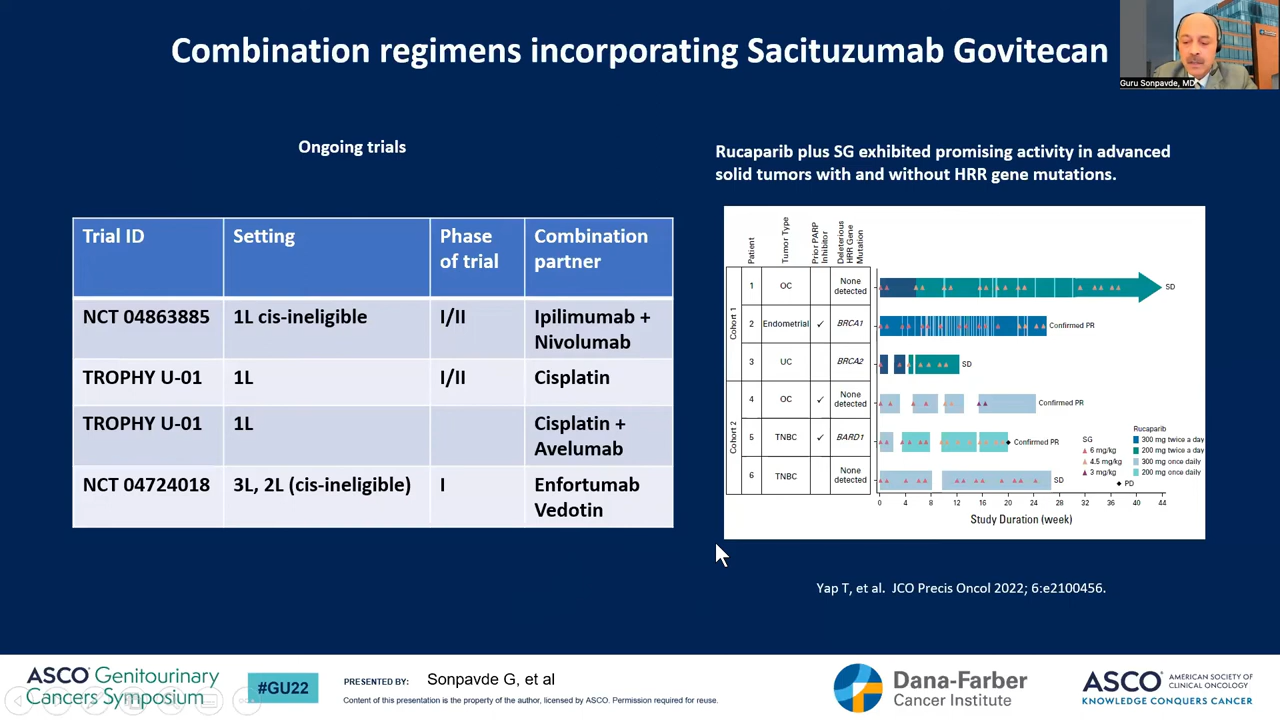 Combination regimens incorporating Sacituzumab Govitecan
Guru Sonpavde, MD
Ongoing trials
Trial ID
Setting
Phase
of trial
Combination
partner
NCT 04863885
1L cis-ineligible
I/II
Ipilimumab +
Nivolumab
TROPHY U-01
1L
I/II
Cisplatin
TROPHY U-01
1L
Cisplatin +
Avelumab
NCT 04724018
3L, 2L (cis-ineligible)
I
Enfortumab
Vedotin
Rucaparib plus SG exhibited promising activity in advanced
solid tumors with and without HRR gene mutations.
Patient
Tumor Type
Prior PARP
Inhibitor
Deleterious
HRR Gene
Mutation
Cohort 1
1
OC
None
detected
SD
2
Endometrial
✓
BRCA1
Confirmed PR
3
UC
BRCA2
SD
Cohort 2
4
OC
✓
None
detected
Confirmed PR
5
TNBC
✓
BARD1
Confirmed PR
6
TNBC
None
detected
SD
SG
6 mg/kg
4.5 mg/kg
3 mg/kg
Rucaparib
300 mg twice a day
200 mg twice a day
300 mg once daily
200 mg once daily
PD
0 4 8 12 16 20 24 28 32 36 40 44
Study Duration (week)
Yap T, et al. JCO Precis Oncol 2022; 6:e2100456.
ASCO Genitourinary
Cancers Symposium
#GU22
PRESENTED BY: Sonpavde G, et al
Content of this presentation is the property of the author, licensed by ASCO. Permission required for reuse.
Dana-Farber
Cancer Institute
ASCO AMERICAN SOCIETY OF
CLINICAL ONCOLOGY
KNOWLEDGE CONQUERS CANCER